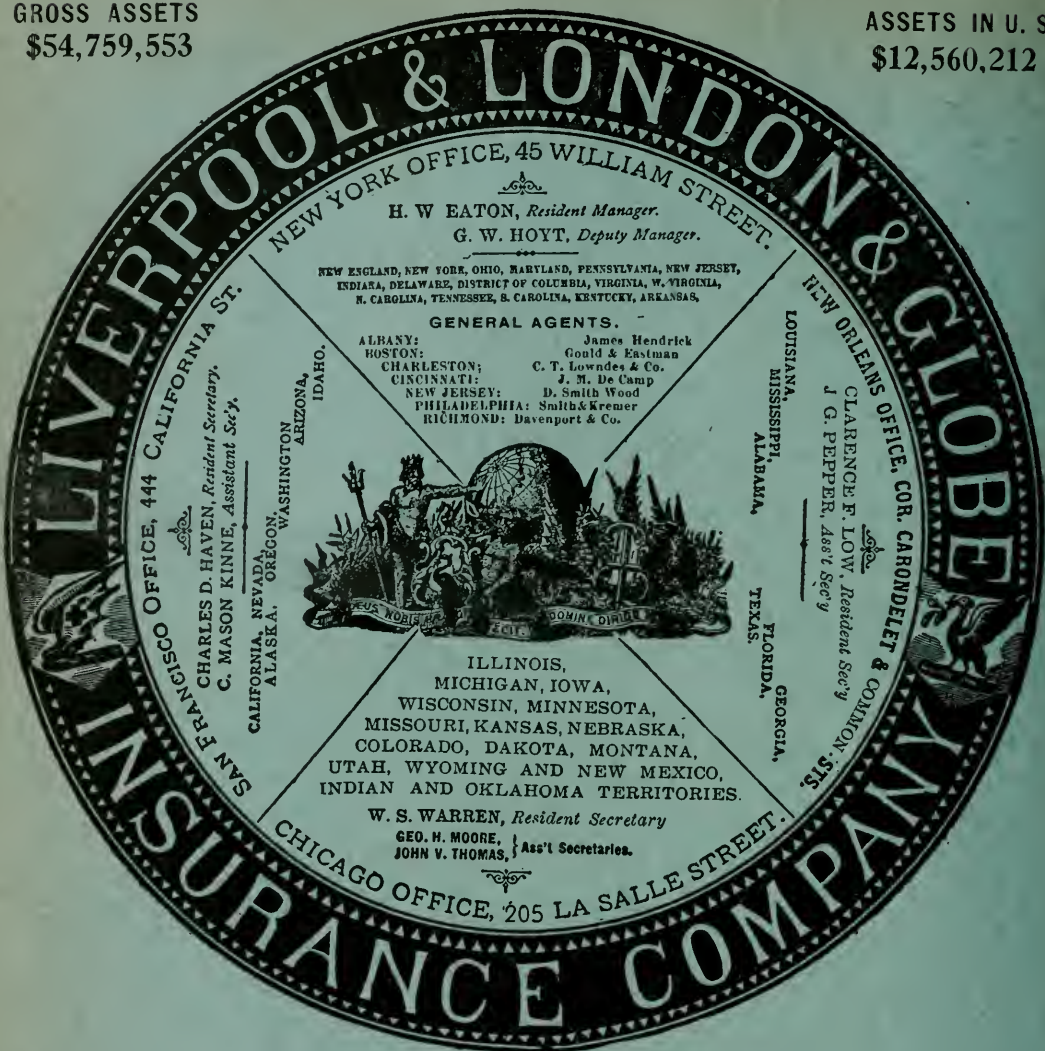 GROSS ASSETS
$54,759,553
ASSETS IN U. S
$12,560,212
LIVERPOOL & LONDON & GLOBE
INSURANCE COMPANY
NEW YORK OFFICE, 45 WILLIAM STREET.
H. W EATON, Resident Manager.
G. W. HOYT, Deputy Manager.
NEW ENGLAND, NEW YORK, OHIO, MARYLAND, PENNSYLVANIA, NEW JERSEY,
INDIANA, DELAWARE, DISTRICT OF COLUMBIA, VIRGINIA, W. VIRGINIA,
N. CAROLINA, TENNESSEE, S. CAROLINA, KENTUCKY, ARKANSAS,
GENERAL AGENTS.
ALBANY: James Hendrick
BOSTON: Gould & Eastman
CHARLESTON; C. T. Lowndes & Co.
CINCINNATI: J. M. De Camp
NEW JERSEY: D. Smith Wood
PHILADELPHIA: Smith & Kremer
RICHMOND: Davenport & Co.
SAN FRANCISCO OFFICE, 444 CALIFORNIA ST.
CHARLES D. HAVEN, Resident Secretary.
C. MASON KINNE, Assistant Sec'y.
CALIFORNIA, NEVADA,
ALASKA. OREGON,
WASHINGTON
ARIZONA,
IDAHO.
NEW ORLEANS OFFICE, COR. CARONDELET & COMMON STS.
CLARENCE F. LOW, Resident Sec'y
J G. PEPPER, Ass't Sec'y
LOUISIANA,
MISSISSIPPI,
ALABAMA,
TEXAS.
FLORIDA,
GEORGIA,
DEUS NOBIS HÆC FECIT. DOMINE DIRIGE
ILLINOIS,
MICHIGAN, IOWA,
WISCONSIN, MINNESOTA,
MISSOURI, KANSAS, NEBRASKA,
COLORADO, DAKOTA, MONTANA,
UTAH, WYOMING AND NEW MEXICO,
INDIAN AND OKLAHOMA TERRITORIES.
W. S. WARREN, Resident Secretary
GEO. H. MOORE,
JOHN V. THOMAS, } Ass't Secretaries.
CHICAGO OFFICE, 205 LA SALLE STREET.